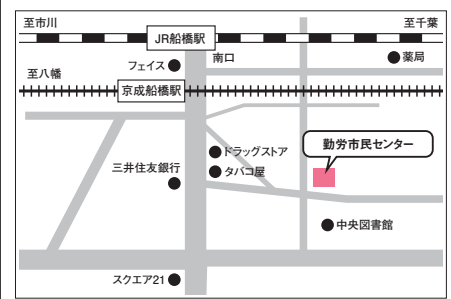 至市川
至千葉
JR船橋駅
フェイス
南口
薬局
至八幡
京成船橋駅
勤労市民センター
ドラッグストア
三井住友銀行
タバコ屋
中央図書館
スクエア21